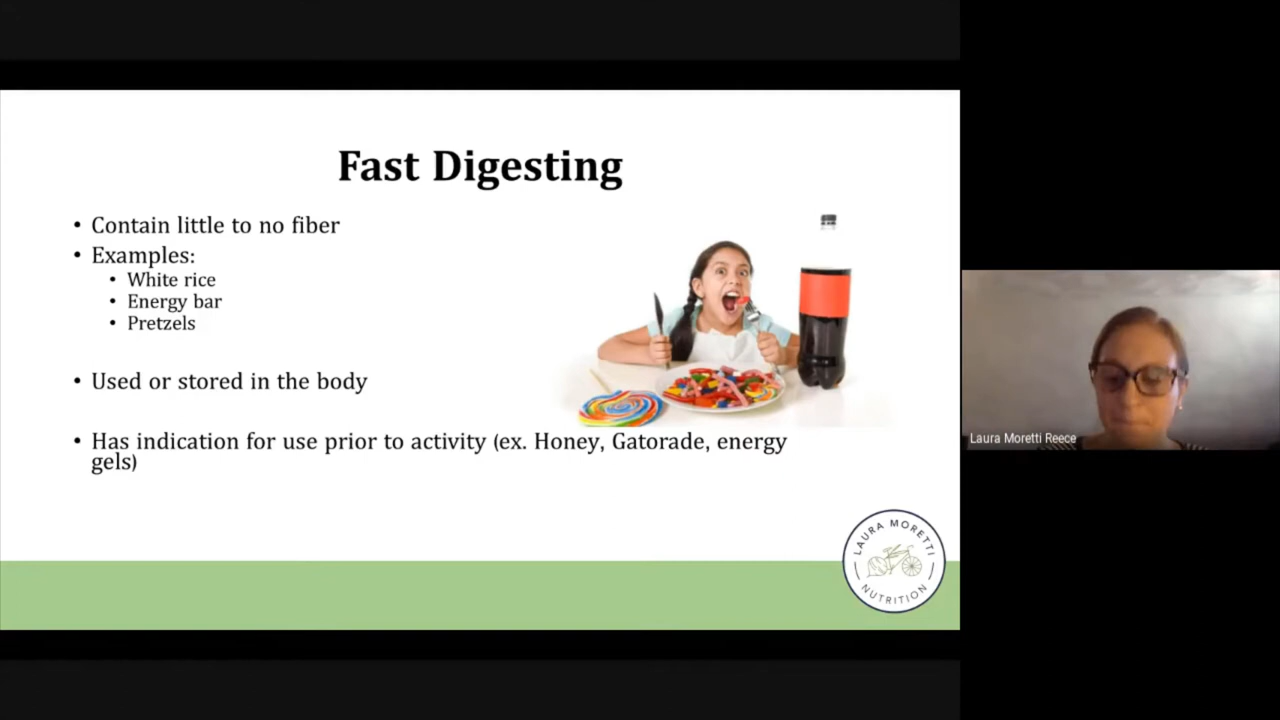 Fast Digesting
• Contain little to no fiber
• Examples:
• White rice
• Energy bar
• Pretzels
• Used or stored in the body
• Has indication for use prior to activity (ex. Honey, Gatorade, energy
gels)
LAURA MORETTI
NUTRITION
Laura Moretti Reece